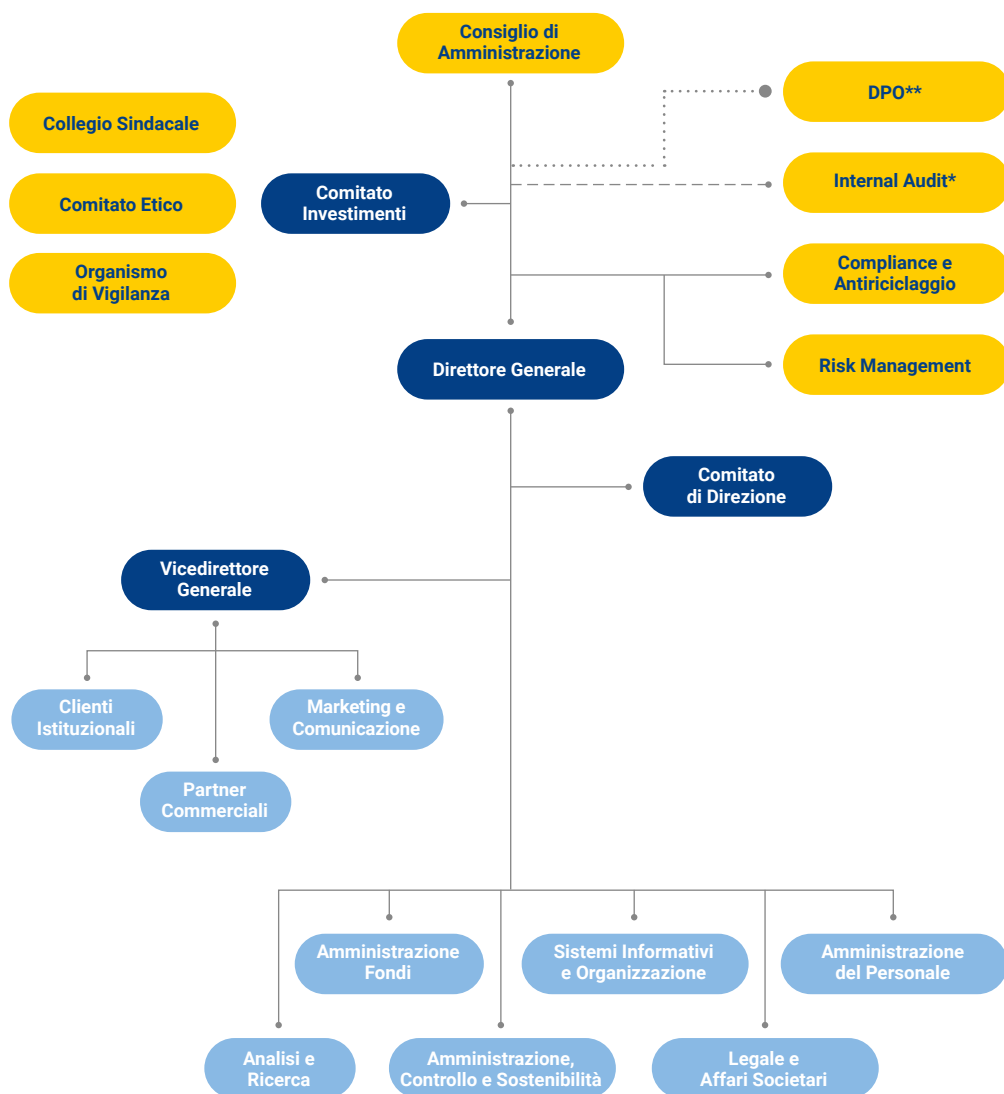 Consiglio di
Amministrazione
DPO**
Collegio Sindacale
Internal Audit*
Comitato
Investimenti
Comitato Etico
Compliance e
Antiriciclaggio
Organismo
di Vigilanza
Direttore Generale
Risk Management
Comitato
di Direzione
Vicedirettore
Generale
Clienti
Istituzionali
Marketing e
Comunicazione
Partner
Commerciali
Amministrazione
Fondi
Sistemi Informativi
e Organizzazione
Amministrazione
del Personale
Analisi e
Ricerca
Amministrazione,
Controllo e Sostenibilità
Legale e
Affari Societari